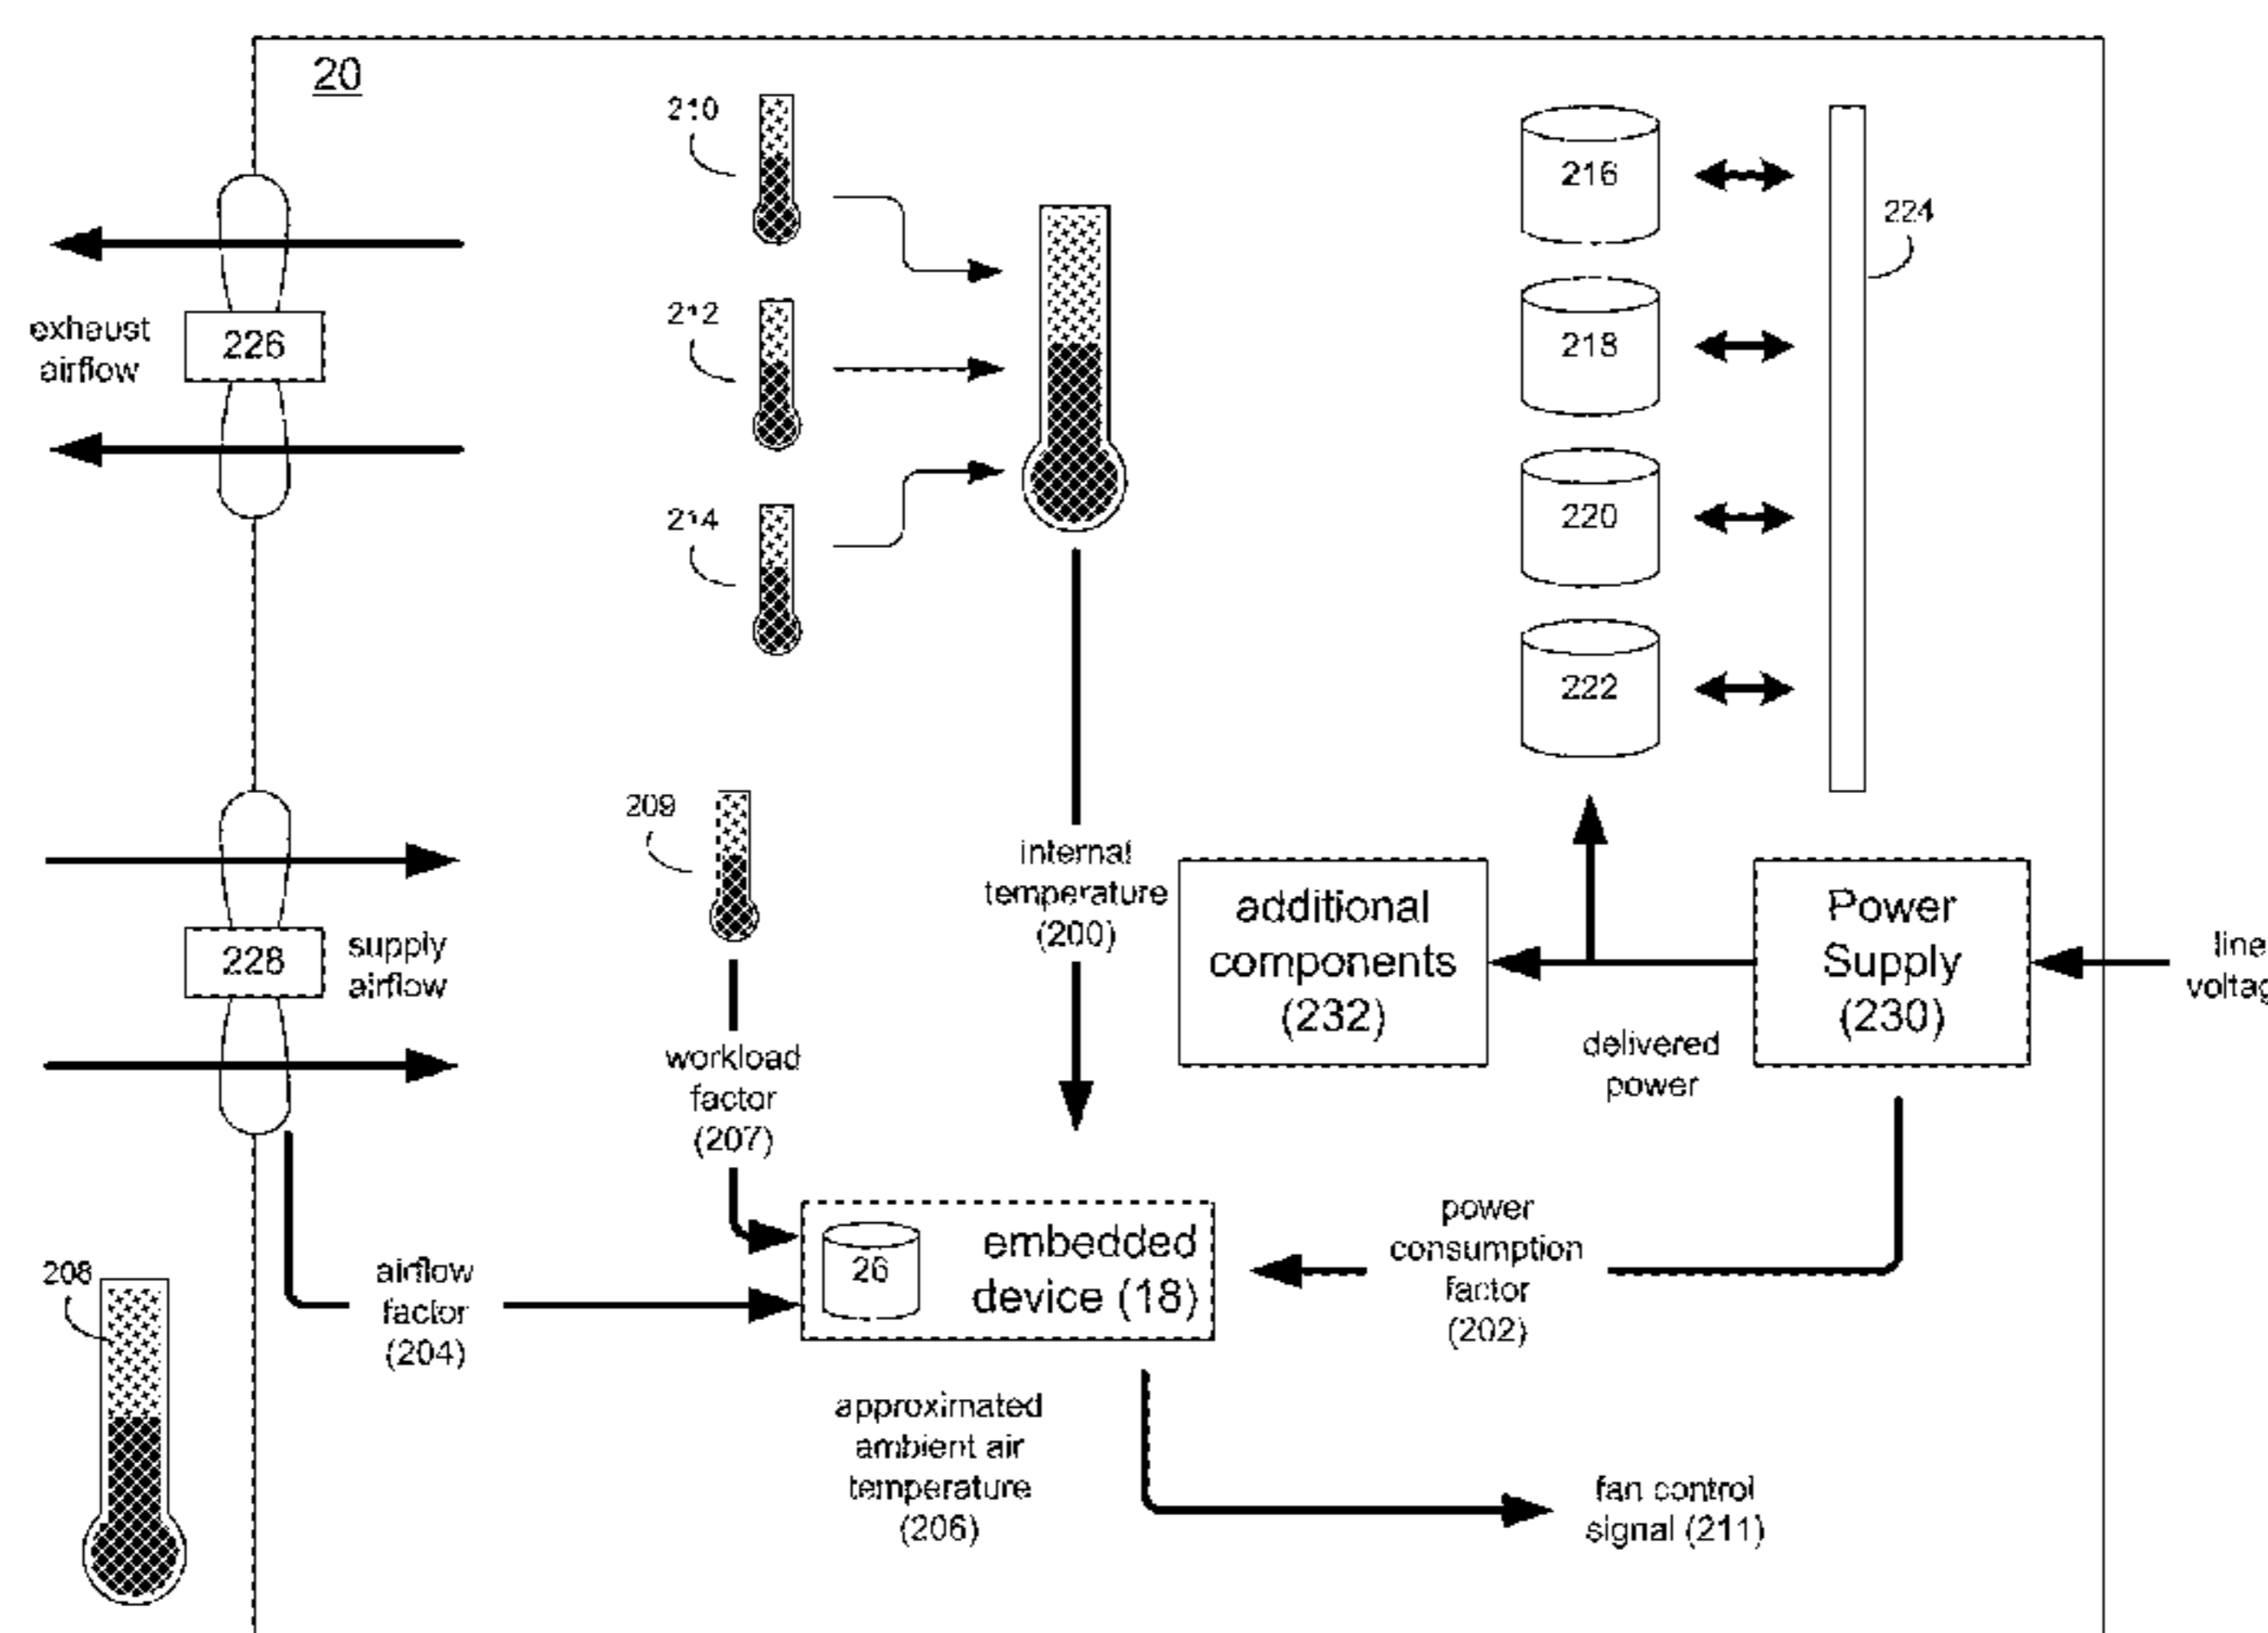 20
210
212
214
216
218
220
222
224
exhaust
airflow
226
209
228
supply
airflow
internal
temperature
(200)
additional
components
(232)
Power
Supply
(230)
line
voltag
delivered
power
workload
factor
(207)
208
airflow
factor
(204)
26
embedded
device (18)
power
consumption
factor
(202)
approximated
ambient air
temperature
(206)
fan control
signal (211)